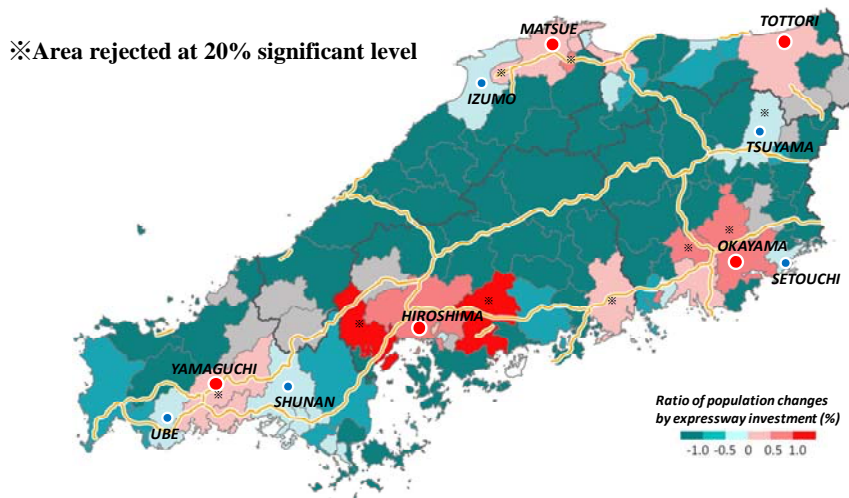 ※Area rejected at 20% significant level
MATSUE
TOTTORI
※
※
IZUMO
※
TSUYAMA
※
※
OKAYAMA
SETOUCHI
※
※
HIROSHIMA
※
YAMAGUCHI
※
SHUNAN
UBE
Ratio of population changes
by expressway investment (%)
-1.0 -0.5 0 0.5 1.0